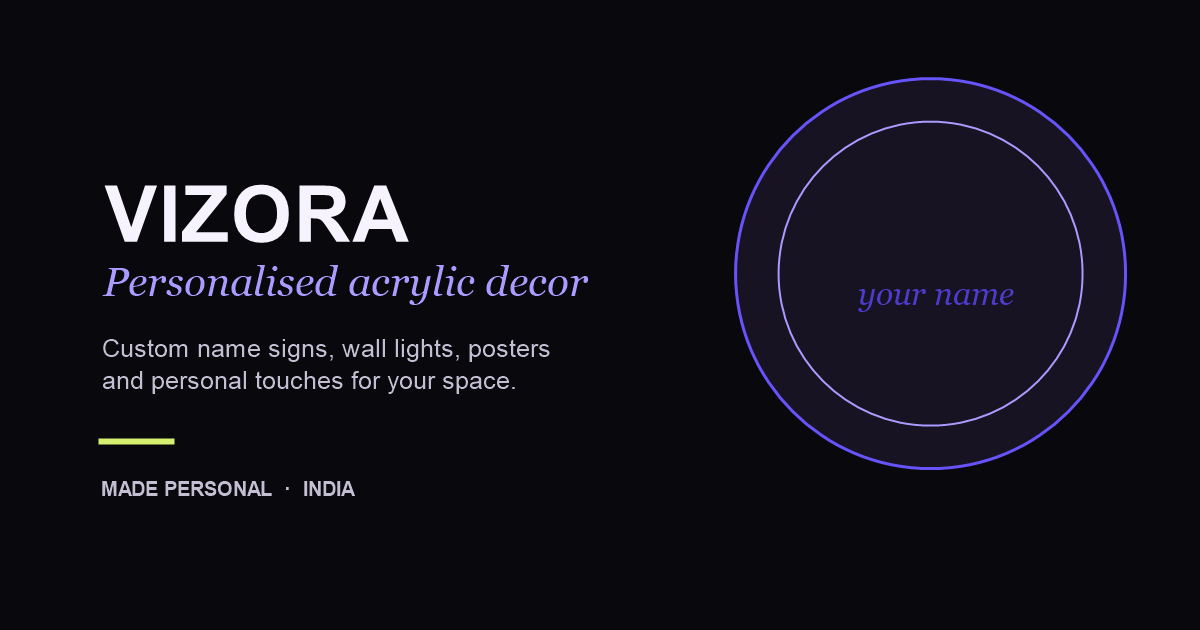 VIZORA
Personalised acrylic decor
Custom name signs, wall lights, posters
and personal touches for your space.
MADE PERSONAL · INDIA
your name